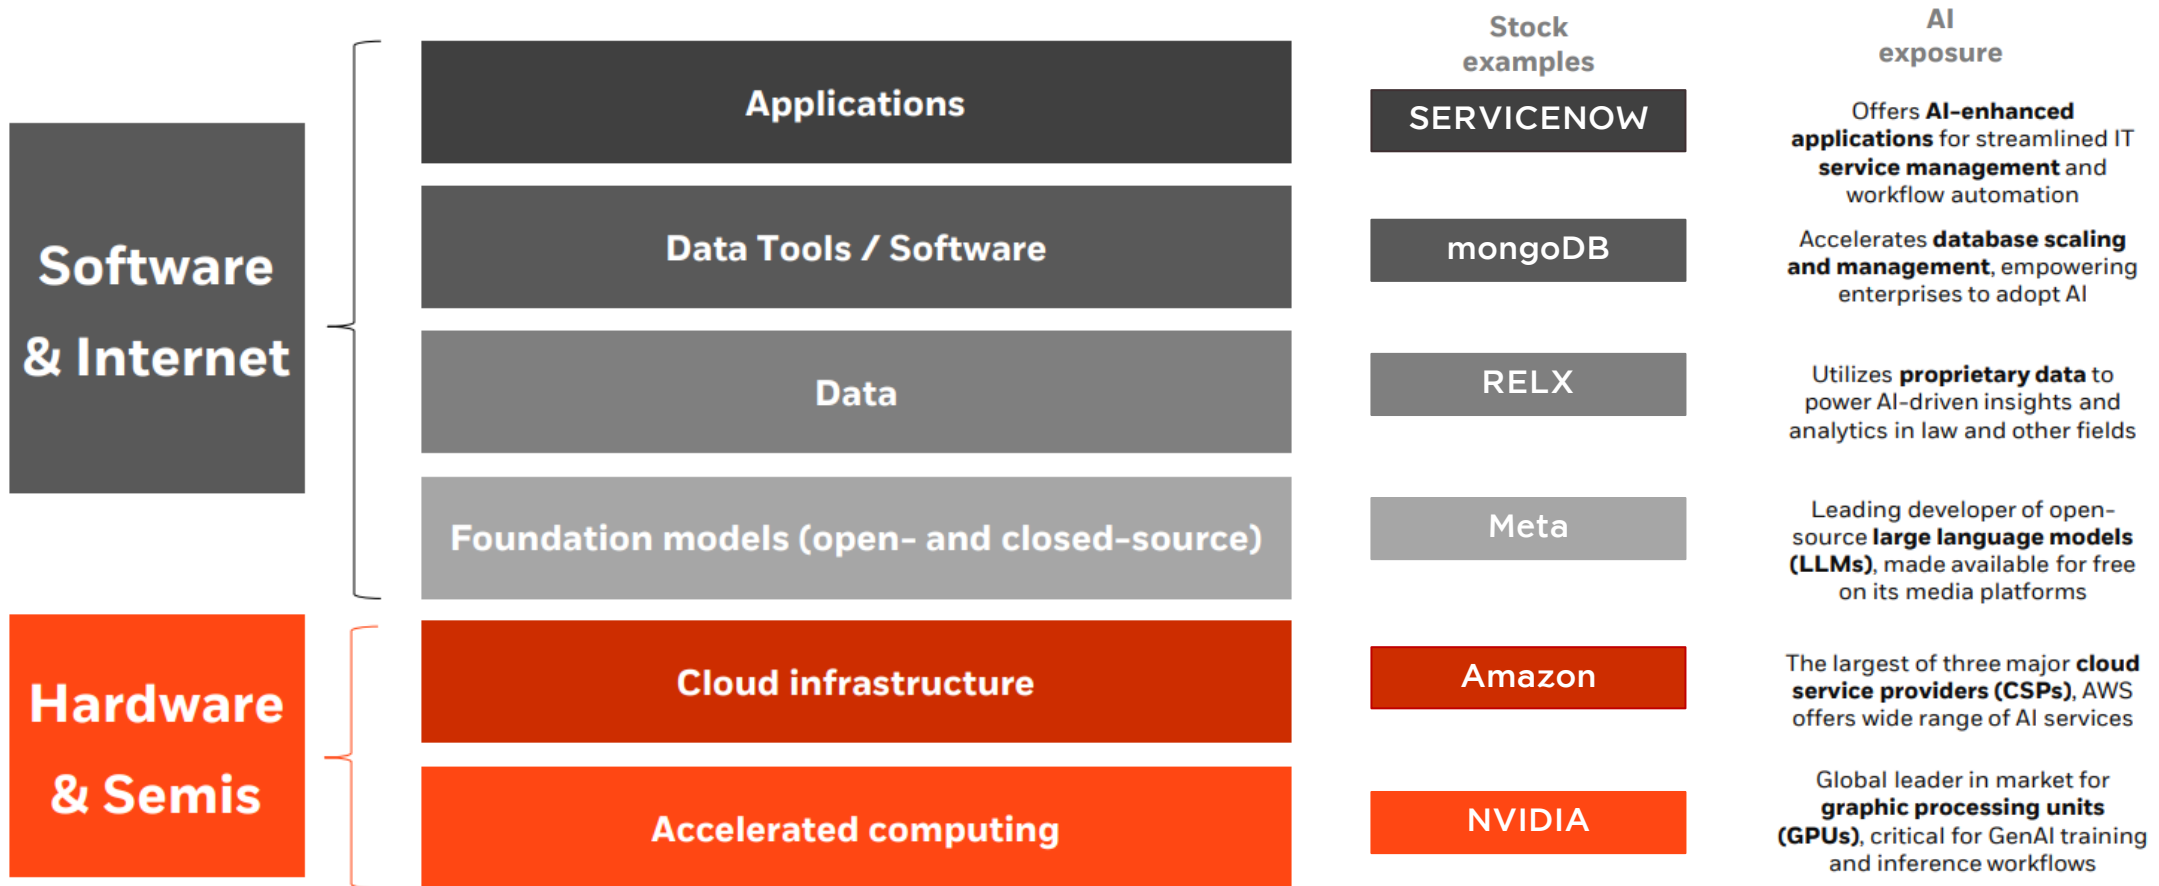 Stock
examples
AI
exposure
Software
& Internet
Applications
SERVICENOW
Offers AI-enhanced
applications for streamlined IT
service management and
workflow automation
Data Tools / Software
mongoDB
Accelerates database scaling
and management, empowering
enterprises to adopt AI
Data
RELX
Utilizes proprietary data to
power AI-driven insights and
analytics in law and other fields
Foundation models (open- and closed-source)
Meta
Leading developer of open-
source large language models
(LLMs), made available for free
on its media platforms
Hardware
& Semis
Cloud infrastructure
Amazon
The largest of three major cloud
service providers (CSPs), AWS
offers wide range of AI services
Accelerated computing
NVIDIA
Global leader in market for
graphic processing units
(GPUs), critical for GenAI training
and inference workflows